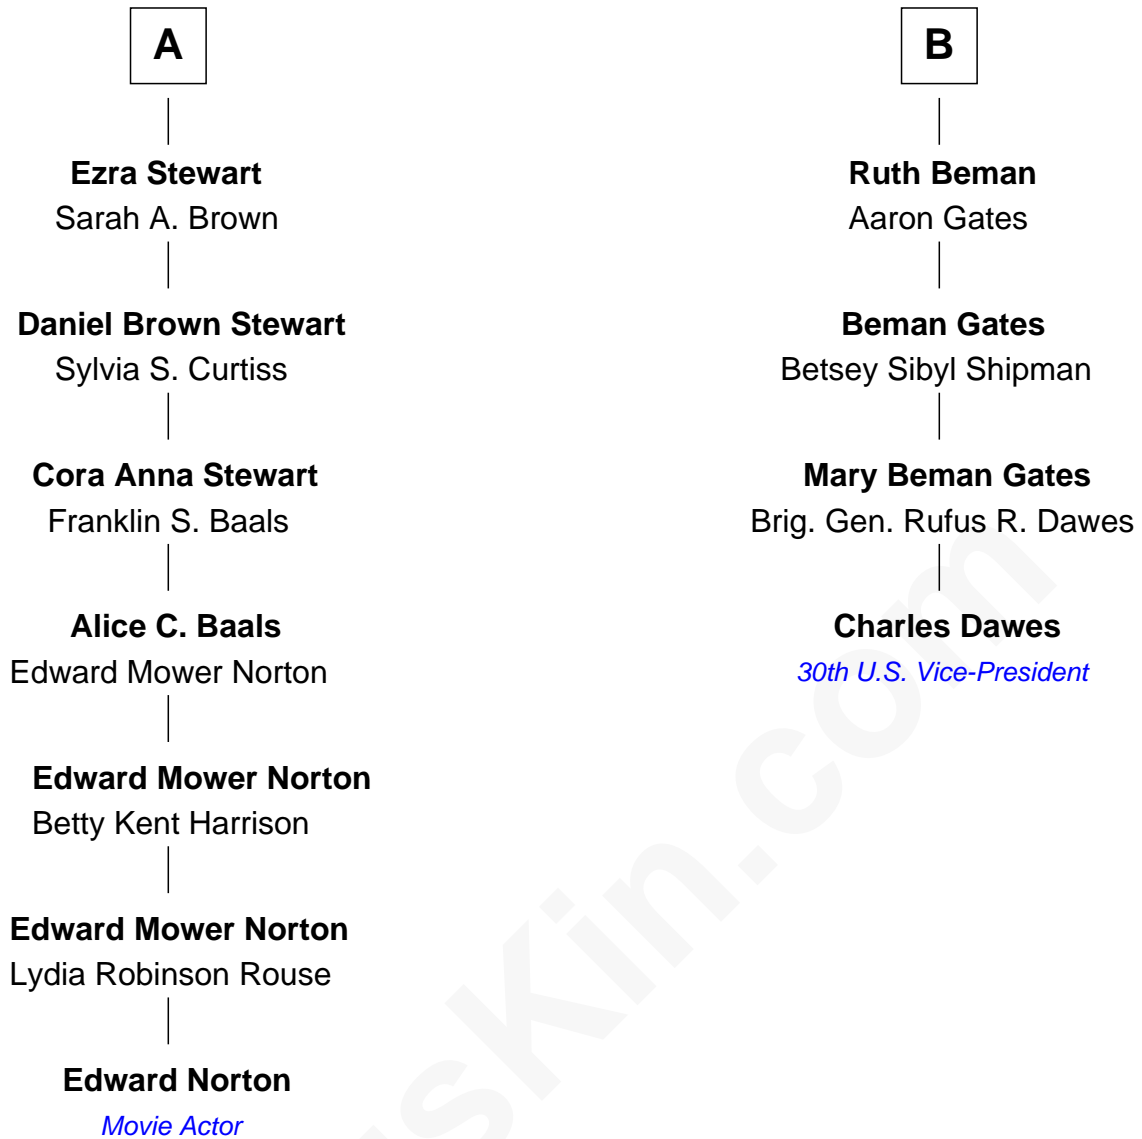 A
Ezra Stewart
Sarah A. Brown
Daniel Brown Stewart
Sylvia S. Curtiss
Cora Anna Stewart
Franklin S. Baals
Alice C. Baals
Edward Mower Norton
Edward Mower Norton
Betty Kent Harrison
Edward Mower Norton
Lydia Robinson Rouse
Edward Norton
Movie Actor
B
Ruth Beman
Aaron Gates
Beman Gates
Betsey Sibyl Shipman
Mary Beman Gates
Brig. Gen. Rufus R. Dawes
Charles Dawes
30th U.S. Vice-President
sKin.com